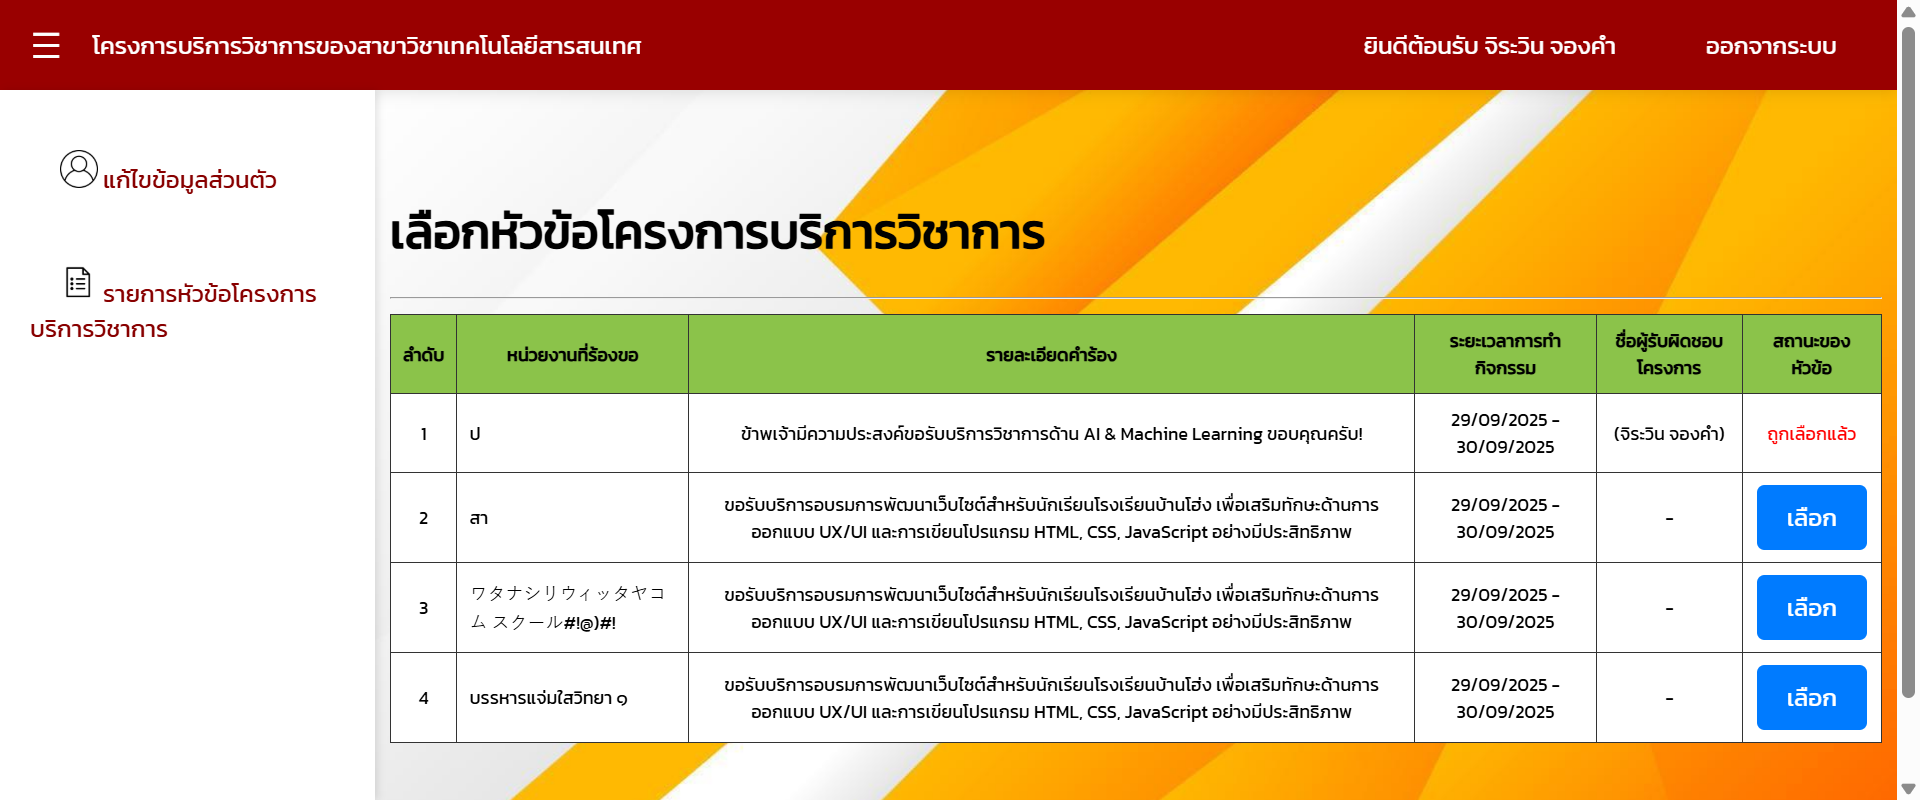 โครงการบริการวิชาการของสาขาวิชาเทคโนโลยีสารสนเทศ
ยินดีต้อนรับ จิระวิน จองคำ
ออกจากระบบ
แก้ไขข้อมูลส่วนตัว
รายการหัวข้อโครงการ
บริการวิชาการ
เลือกหัวข้อโครงการบริการวิชาการ
ลำดับ
หน่วยงานที่ร้องขอ
รายละเอียดคำร้อง
ระยะเวลาการทำ
กิจกรรม
ชื่อผู้รับผิดชอบ
โครงการ
สถานะของ
หัวข้อ
1
ป
ข้าพเจ้ามีความประสงค์ขอรับบริการวิชาการด้าน AI & Machine Learning ขอบคุณครับ!
29/09/2025 -
30/09/2025
(จิระวิน จองคำ)
ถูกเลือกแล้ว
2
สา
ขอรับบริการอบรมการพัฒนาเว็บไซต์สำหรับนักเรียนโรงเรียนบ้านโฮ่ง เพื่อเสริมทักษะด้านการ
ออกแบบ UX/UI และการเขียนโปรแกรม HTML, CSS, JavaScript อย่างมีประสิทธิภาพ
29/09/2025 -
30/09/2025
-
เลือก
3
ワタナシリウィッタヤコ
ム スクール#!@)#!
ขอรับบริการอบรมการพัฒนาเว็บไซต์สำหรับนักเรียนโรงเรียนบ้านโฮ่ง เพื่อเสริมทักษะด้านการ
ออกแบบ UX/UI และการเขียนโปรแกรม HTML, CSS, JavaScript อย่างมีประสิทธิภาพ
29/09/2025 -
30/09/2025
-
เลือก
4
บรรหารแจ่มใสวิทยา ๑
ขอรับบริการอบรมการพัฒนาเว็บไซต์สำหรับนักเรียนโรงเรียนบ้านโฮ่ง เพื่อเสริมทักษะด้านการ
ออกแบบ UX/UI และการเขียนโปรแกรม HTML, CSS, JavaScript อย่างมีประสิทธิภาพ
29/09/2025 -
30/09/2025
-
เลือก